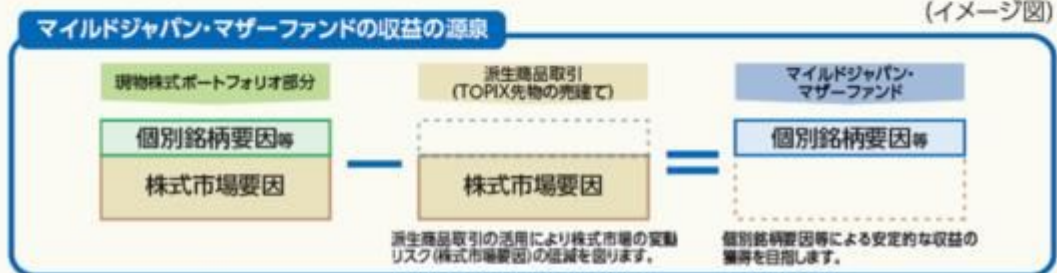 (イメージ図)
マイルドジャパン・マザーファンドの収益の源泉
現物株式ポートフォリオ部分
派生商品取引
(TOPIX先物の売建て)
マイルドジャパン・
マザーファンド
個別銘柄要因等
個別銘柄要因等
株式市場要因
株式市場要因
派生商品取引の活用により株式市場の変動
リスク(株式市場要因)の低減を図ります。
個別銘柄要因等による安定的な収益の
獲得を目指します。